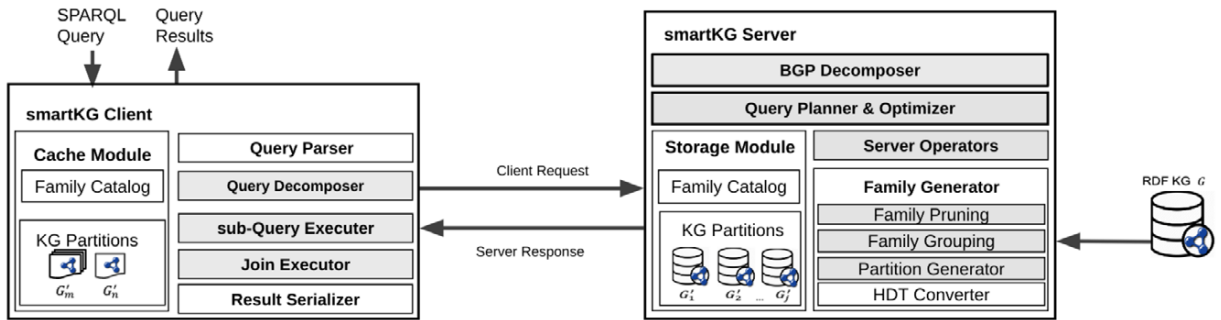 SPARQL
Query
Query
Results
smartKG Client
Cache Module
Family Catalog
KG Partitions
G'm
G'n
Query Parser
Query Decomposer
sub-Query Executer
Join Executor
Result Serializer
Client Request
Server Response
smartKG Server
BGP Decomposer
Query Planner & Optimizer
Storage Module
Family Catalog
KG Partitions
G'1 G'2 ... G'j
Server Operators
Family Generator
Family Pruning
Family Grouping
Partition Generator
HDT Converter
RDF KG G